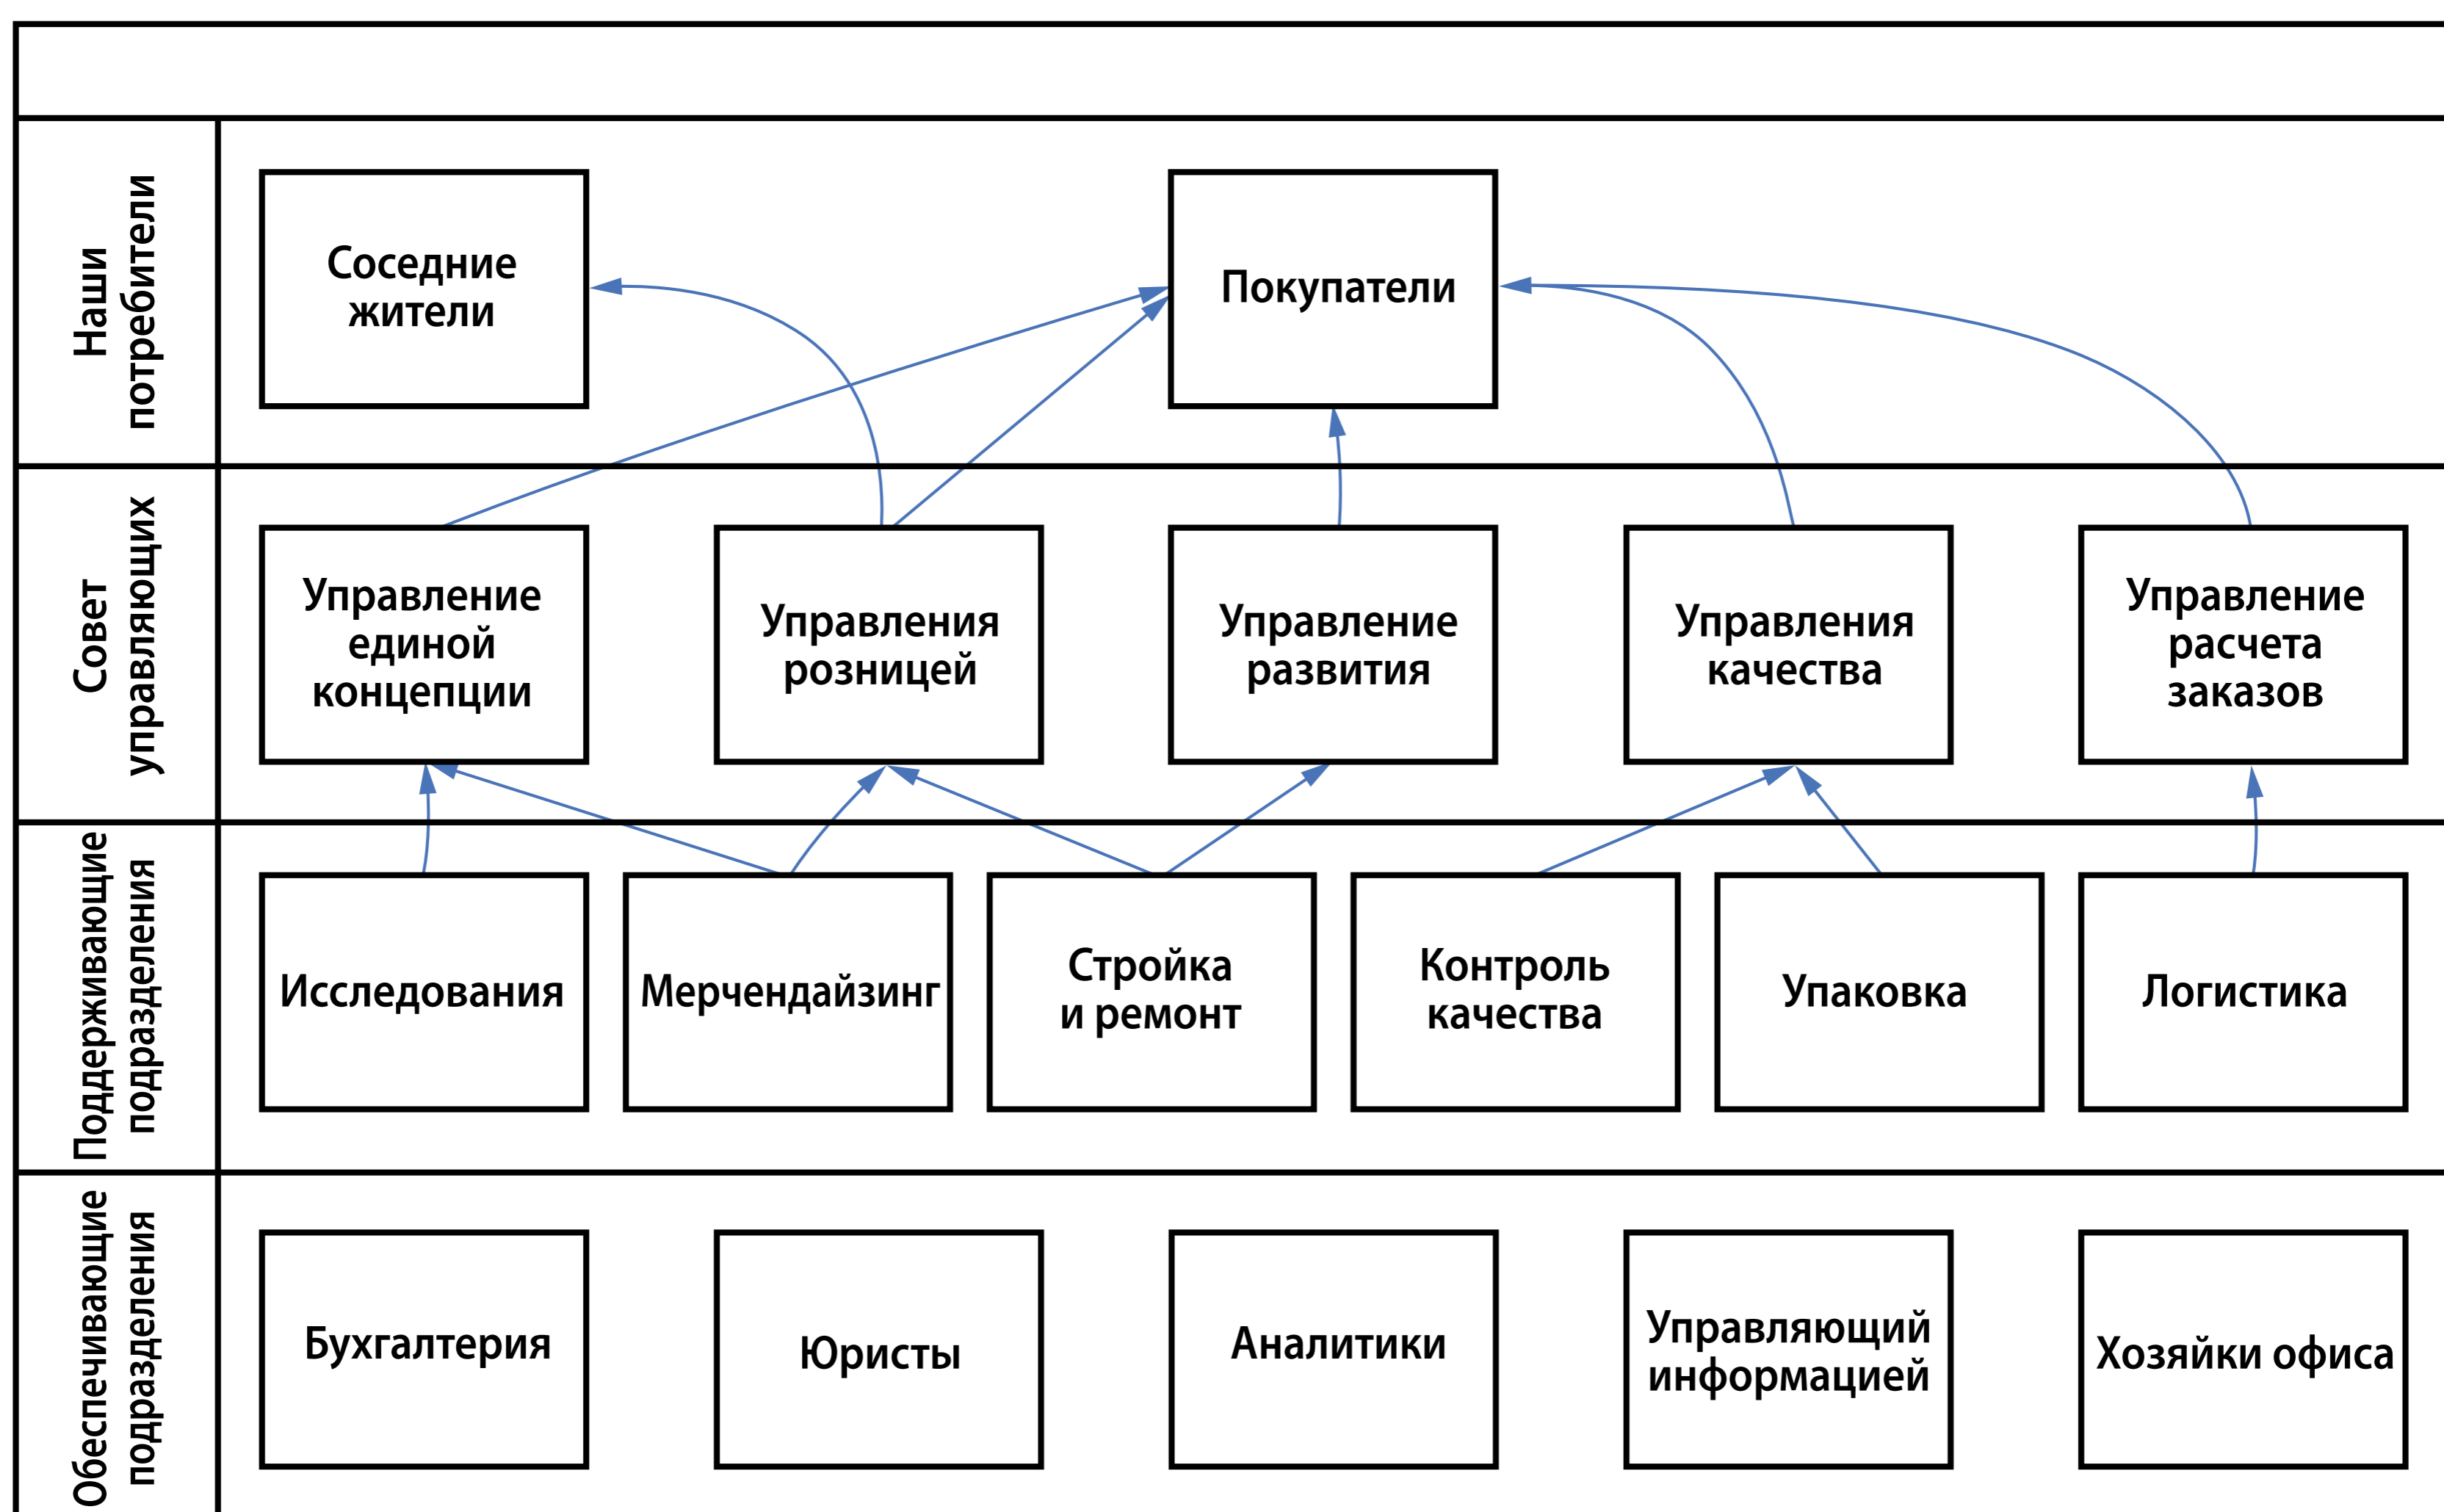 Наши
потребители
Соседние
жители
Покупатели
Совет
управляющих
Управление
единой
концепции
Управления
розницей
Управление
развития
Управления
качества
Управление
расчета
заказов
Поддерживающие
подразделения
Исследования
Мерчендайзинг
Стройка
и ремонт
Контроль
качества
Упаковка
Логистика
Обеспечивающие
подразделения
Бухгалтерия
Юристы
Аналитики
Управляющий
информацией
Хозяйки офиса